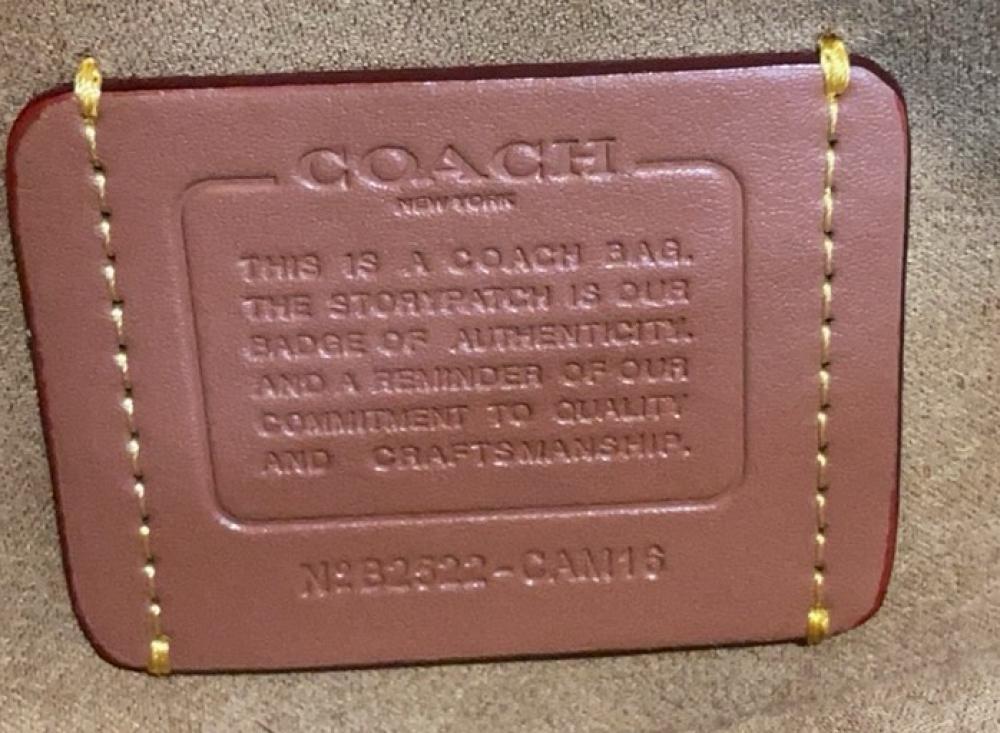 COACH
NEW YORK
THIS IS A COACH BAG.
THE STORYPATCH IS OUR
BADGE OF AUTHENTICITY.
AND A REMINDER OF OUR
COMMITMENT TO QUALITY
AND CRAFTSMANSHIP.
Nº B2522-CAM16